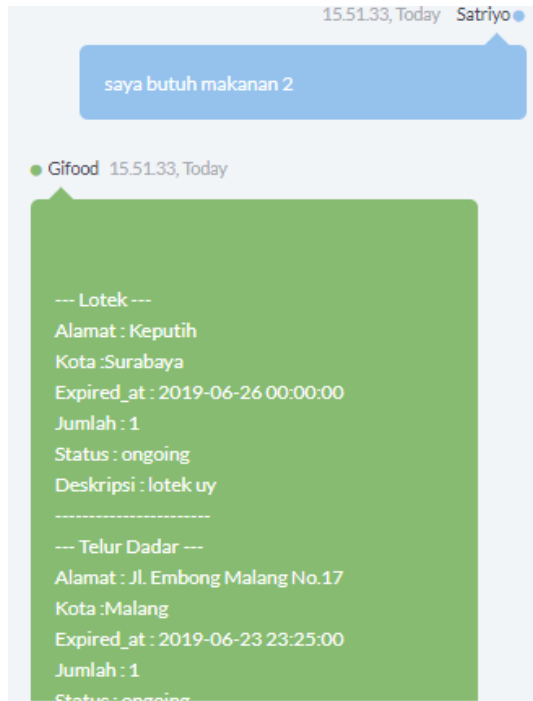 15.51.33, Today Satriyo
saya butuh makanan 2
Gifood 15.51.33, Today
--- Lotek ---
Alamat : Keputih
Kota :Surabaya
Expired_at : 2019-06-26 00:00:00
Jumlah : 1
Status : ongoing
Deskripsi : lotek uy
-----------------------
--- Telur Dadar ---
Alamat : Jl. Embong Malang No.17
Kota :Malang
Expired_at : 2019-06-23 23:25:00
Jumlah : 1
Status : ongoing